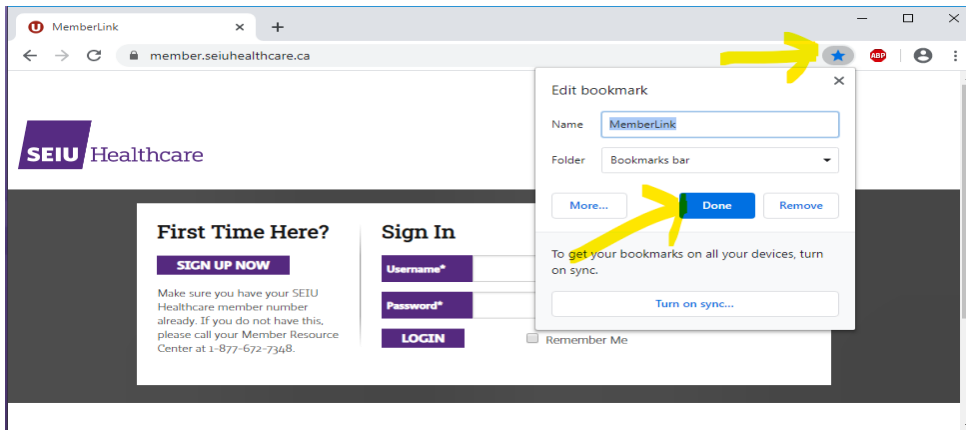 MemberLink
member.seiuhealthcare.ca
ABP
Edit bookmark
Name MemberLink
Folder Bookmarks bar
More... Done Remove
To get your bookmarks on all your devices, turn
on sync.
Turn on sync...
SEIU Healthcare
First Time Here?
SIGN UP NOW
Make sure you have your SEIU
Healthcare member number
already. If you do not have this,
please call your Member Resource
Center at 1-877-672-7348.
Sign In
Username*
Password*
LOGIN
Remember Me